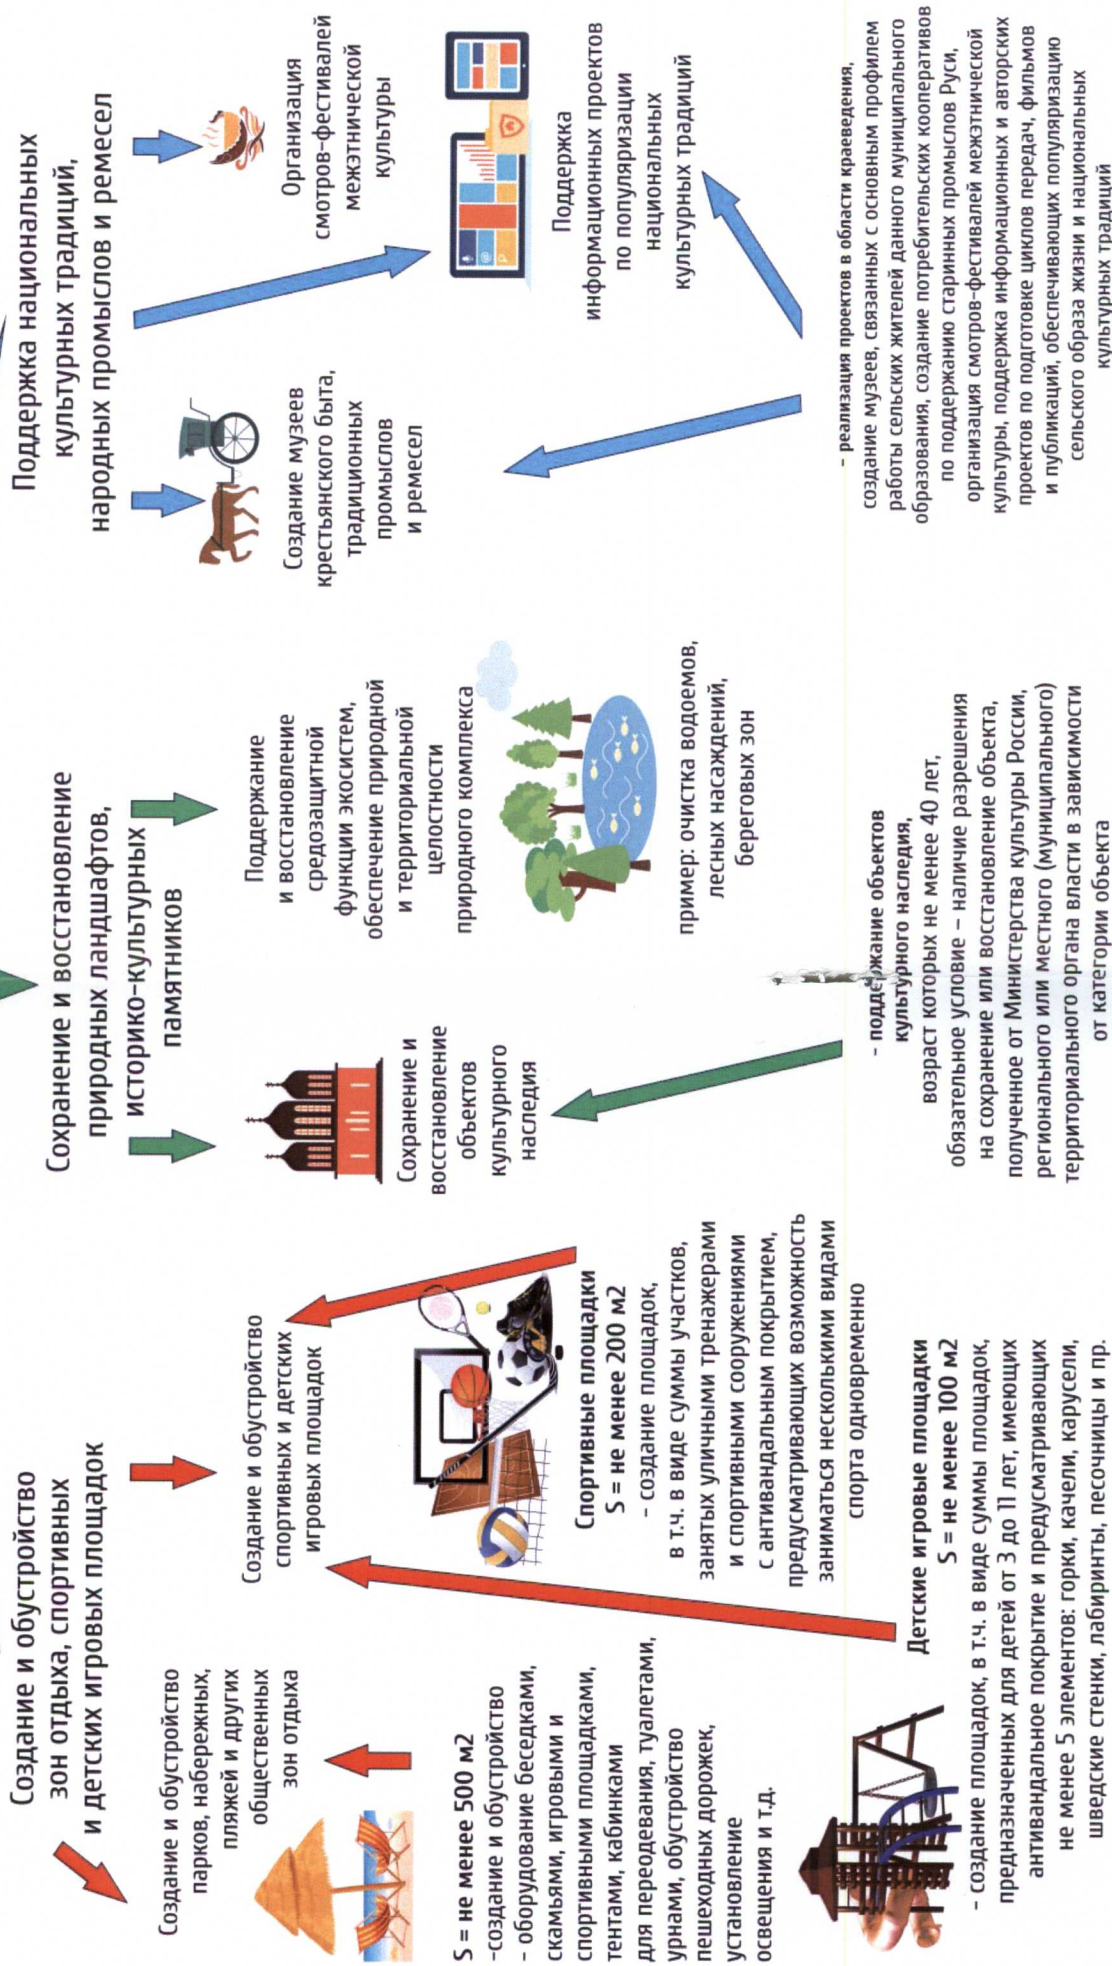 Создание и обустройство
зон отдыха, спортивных
и детских игровых площадок
Создание и обустройство
парков, набережных,
пляжей и других
общественных
зон отдыха
S = не менее 500 м2
-создание и обустройство
- оборудование беседками,
скамьями, игровыми и
спортивными площадками,
тентами, кабинками
для переодевания, туалетами,
урнами, обустройство
пешеходных дорожек,
установление
освещения и т.д.
Создание и обустройство
спортивных и детских
игровых площадок
Спортивные площадки
S = не менее 200 м2
- создание площадок,
в т.ч. в виде суммы участков,
занятых уличными тренажерами
и спортивными сооружениями
с антивандальным покрытием,
предусматривающих возможность
заниматься несколькими видами
спорта одновременно
Детские игровые площадки
S = не менее 100 м2
- создание площадок, в т.ч. в виде суммы площадок,
предназначенных для детей от 3 до 11 лет, имеющих
антивандальное покрытие и предусматривающих
не менее 5 элементов: горки, качели, карусели,
шведские стенки, лабиринты, песочницы и пр.
Сохранение и восстановление
природных ландшафтов,
историко-культурных
памятников
Сохранение и
восстановление
объектов
культурного
наследия
Поддержание
и восстановление
средозащитной
функции экосистем,
обеспечение природной
и территориальной
целостности
природного комплекса
пример: очистка водоемов,
лесных насаждений,
береговых зон
- поддержание объектов
культурного наследия,
возраст которых не менее 40 лет,
обязательное условие – наличие разрешения
на сохранение или восстановление объекта,
полученное от Министерства культуры России,
регионального или местного (муниципального)
территориального органа власти в зависимости
от категории объекта
Поддержка национальных
культурных традиций,
народных промыслов и ремесел
Создание музеев
крестьянского быта,
традиционных
промыслов
и ремесел
Организация
смотров-фестивалей
межэтнической
культуры
Поддержка
информационных проектов
по популяризации
национальных
культурных традиций
- реализация проектов в области краеведения,
создание музеев, связанных с основным профилем
работы сельских жителей данного муниципального
образования, создание потребительских кооперативов
по поддержанию старинных промыслов Руси,
организация смотров-фестивалей межэтнической
культуры, поддержка информационных и авторских
проектов по подготовке циклов передач, фильмов
и публикаций, обеспечивающих популяризацию
сельского образа жизни и национальных
культурных традиций